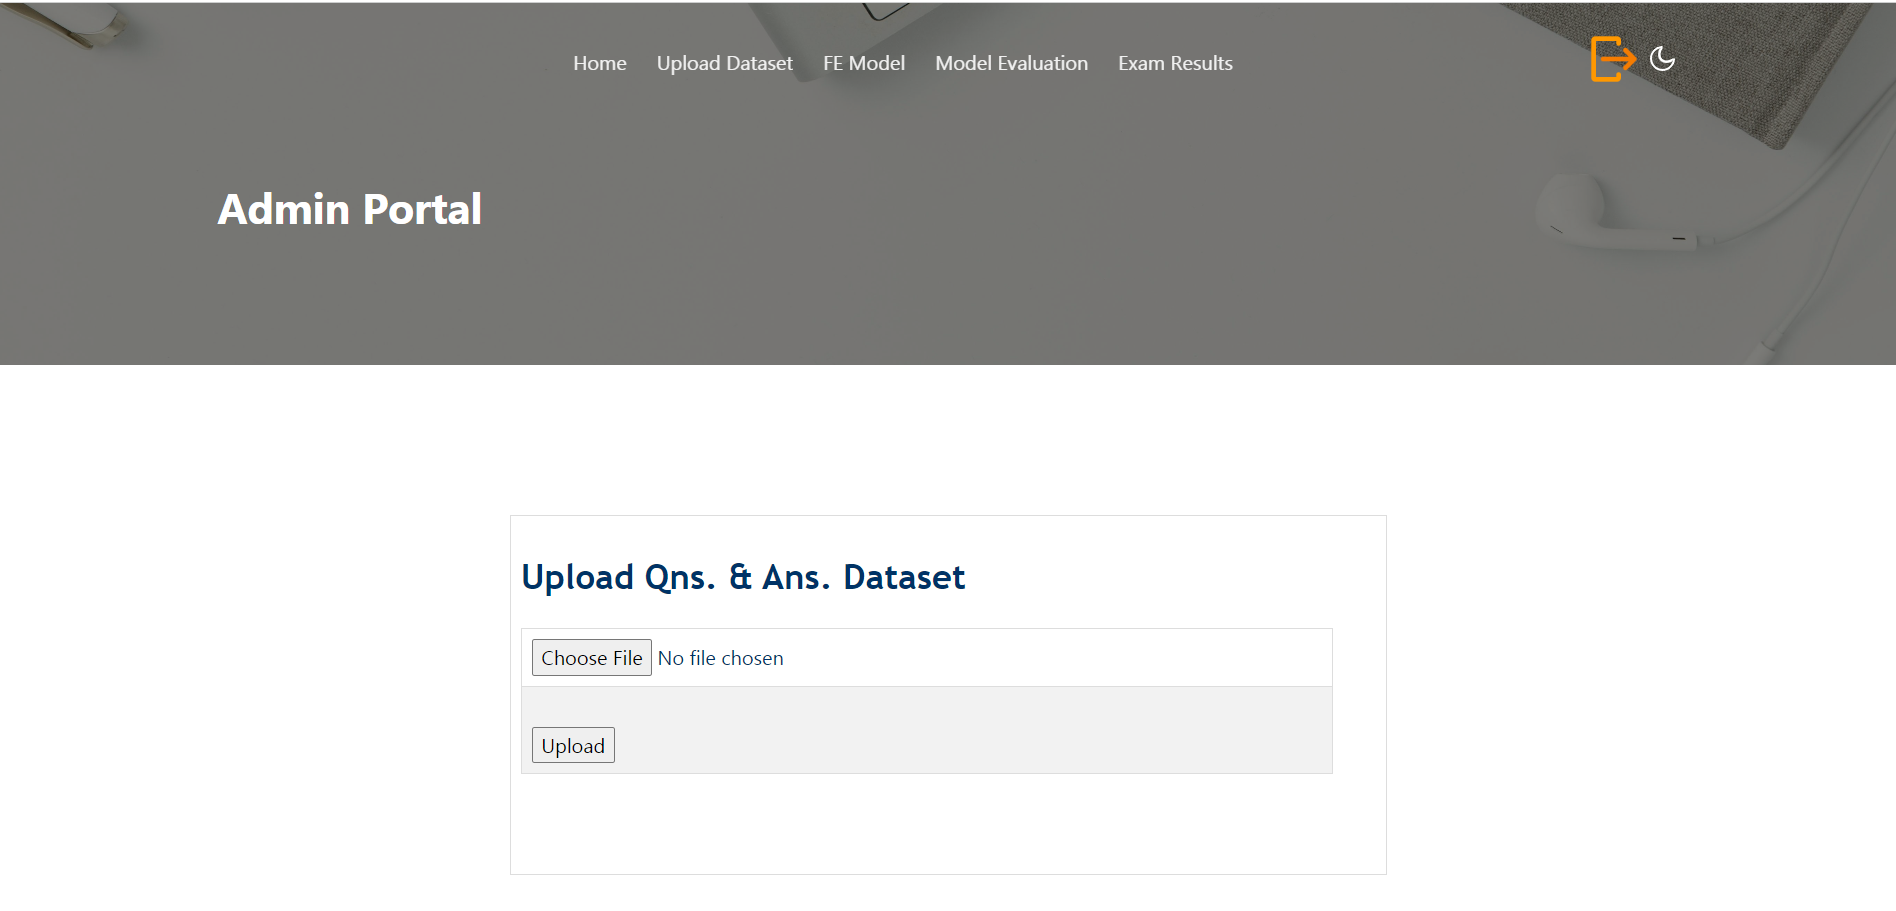 Home Upload Dataset FE Model Model Evaluation Exam Results
Admin Portal
Upload Qns. & Ans. Dataset
Choose File No file chosen
Upload